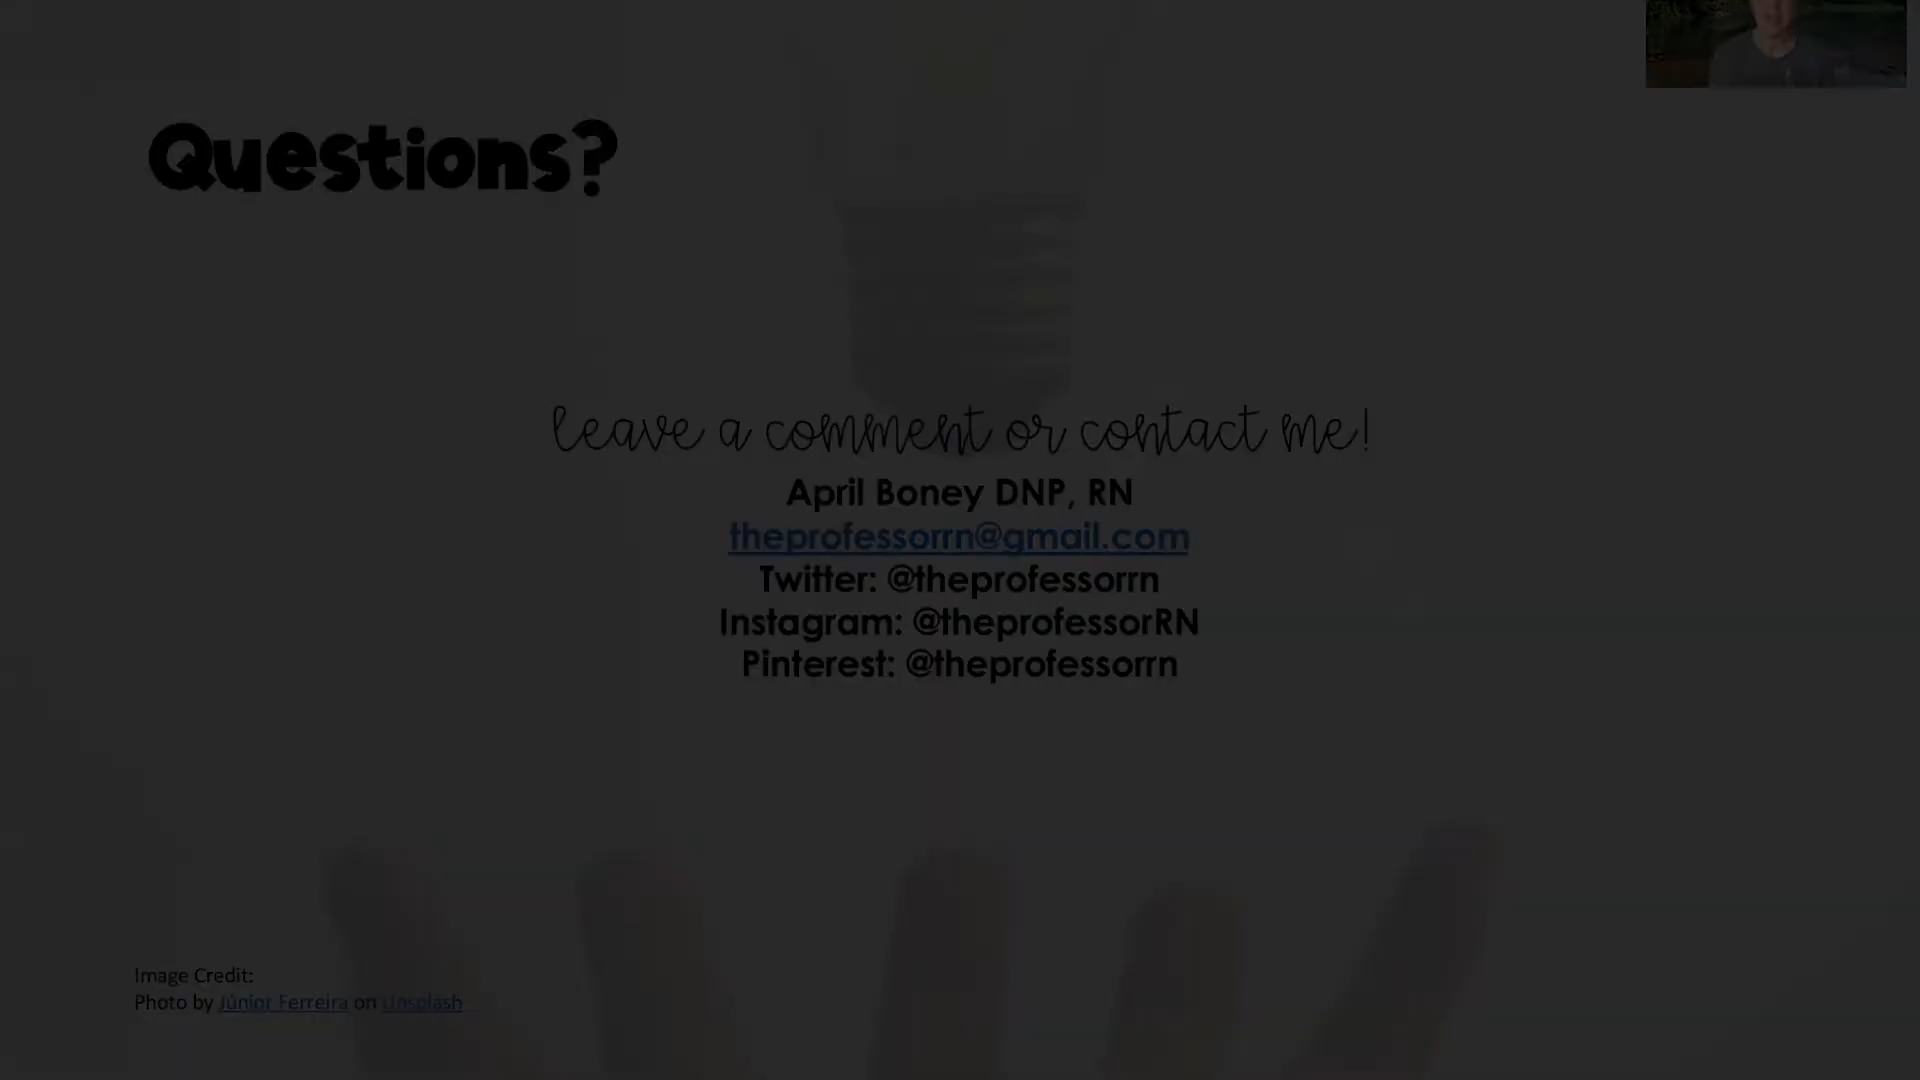 Questions?
leave a comment or contact me!
April Boney DNP, RN
theprofessorrn@gmail.com
Twitter: @theprofessorrn
Instagram: @theprofessorRN
Pinterest: @theprofessorrn
Image Credit:
Photo by Júnior Ferreira on Unsplash